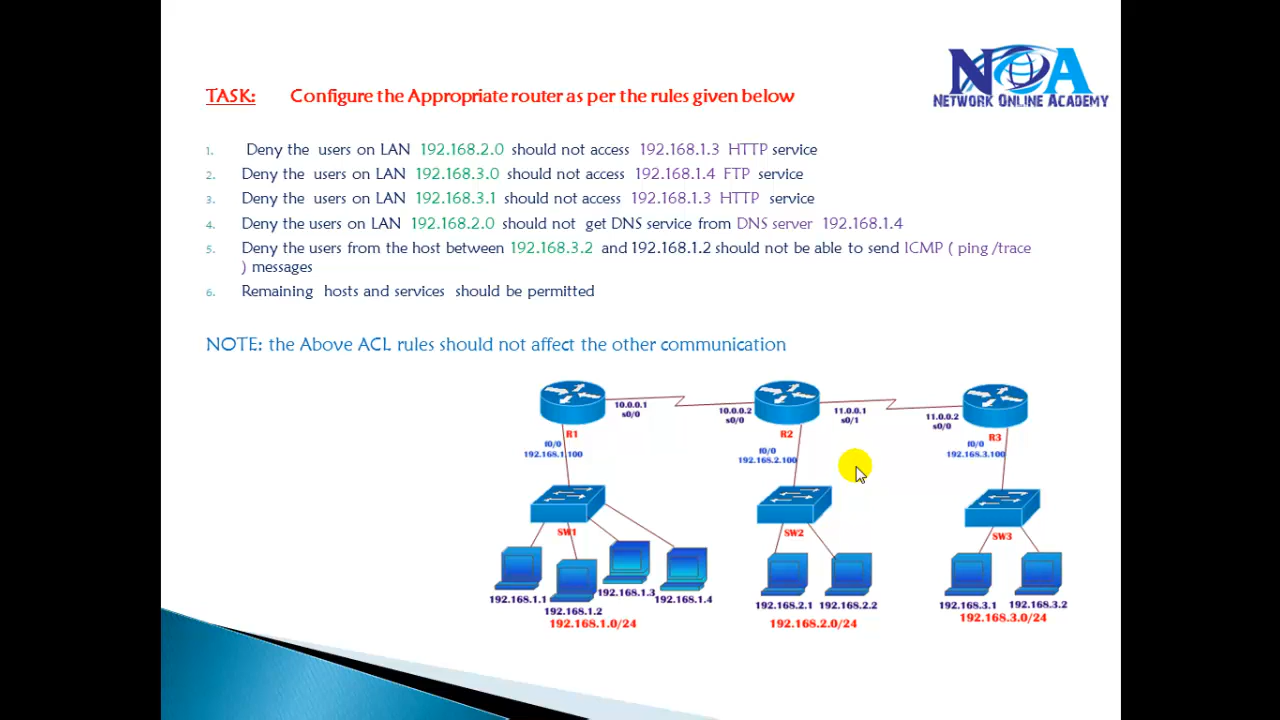 NOA
NETWORK ONLINE ACADEMY
TASK: Configure the Appropriate router as per the rules given below
1. Deny the users on LAN 192.168.2.0 should not access 192.168.1.3 HTTP service
2. Deny the users on LAN 192.168.3.0 should not access 192.168.1.4 FTP service
3. Deny the users on LAN 192.168.3.1 should not access 192.168.1.3 HTTP service
4. Deny the users on LAN 192.168.2.0 should not get DNS service from DNS server 192.168.1.4
5. Deny the users from the host between 192.168.3.2 and 192.168.1.2 should not be able to send ICMP ( ping /trace
) messages
6. Remaining hosts and services should be permitted
NOTE: the Above ACL rules should not affect the other communication
10.0.0.1
s0/0
10.0.0.2
s0/0
11.0.0.1
s0/1
11.0.0.2
s0/0
R1
R2
R3
f0/0
192.168.1.100
f0/0
192.168.2.100
f0/0
192.168.3.100
SW1
SW2
SW3
192.168.1.1
192.168.1.2
192.168.1.3
192.168.1.4
192.168.2.1
192.168.2.2
192.168.3.1
192.168.3.2
192.168.1.0/24
192.168.2.0/24
192.168.3.0/24